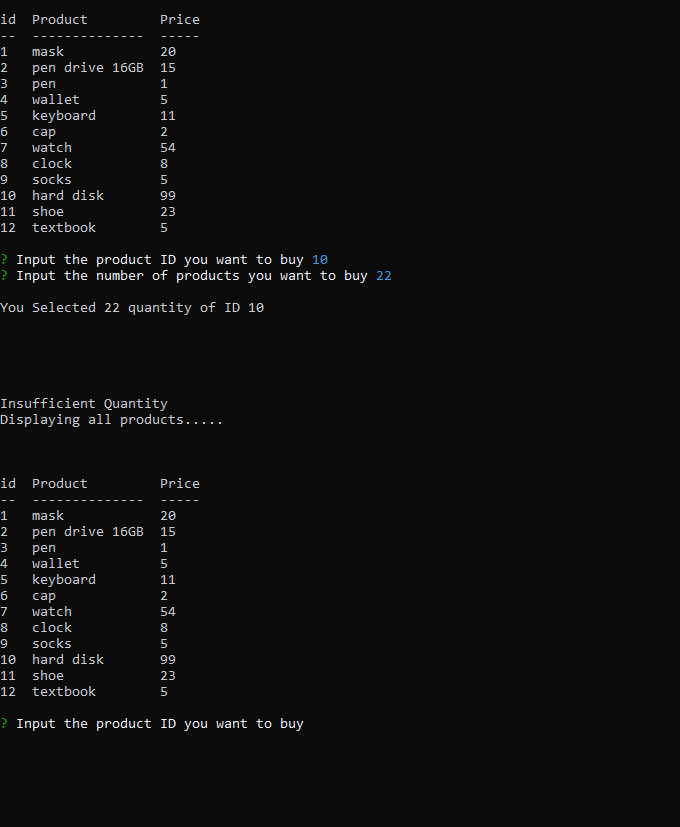 id  Product         Price
--  --------------  -----
1   mask            20
2   pen drive 16GB  15
3   pen             1
4   wallet          5
5   keyboard        11
6   cap             2
7   watch           54
8   clock           8
9   socks           5
10  hard disk       99
11  shoe            23
12  textbook        5
? Input the product ID you want to buy 10
? Input the number of products you want to buy 22
You Selected 22 quantity of ID 10
Insufficient Quantity
Displaying all products.....
id  Product         Price
--  --------------  -----
1   mask            20
2   pen drive 16GB  15
3   pen             1
4   wallet          5
5   keyboard        11
6   cap             2
7   watch           54
8   clock           8
9   socks           5
10  hard disk       99
11  shoe            23
12  textbook        5
? Input the product ID you want to buy